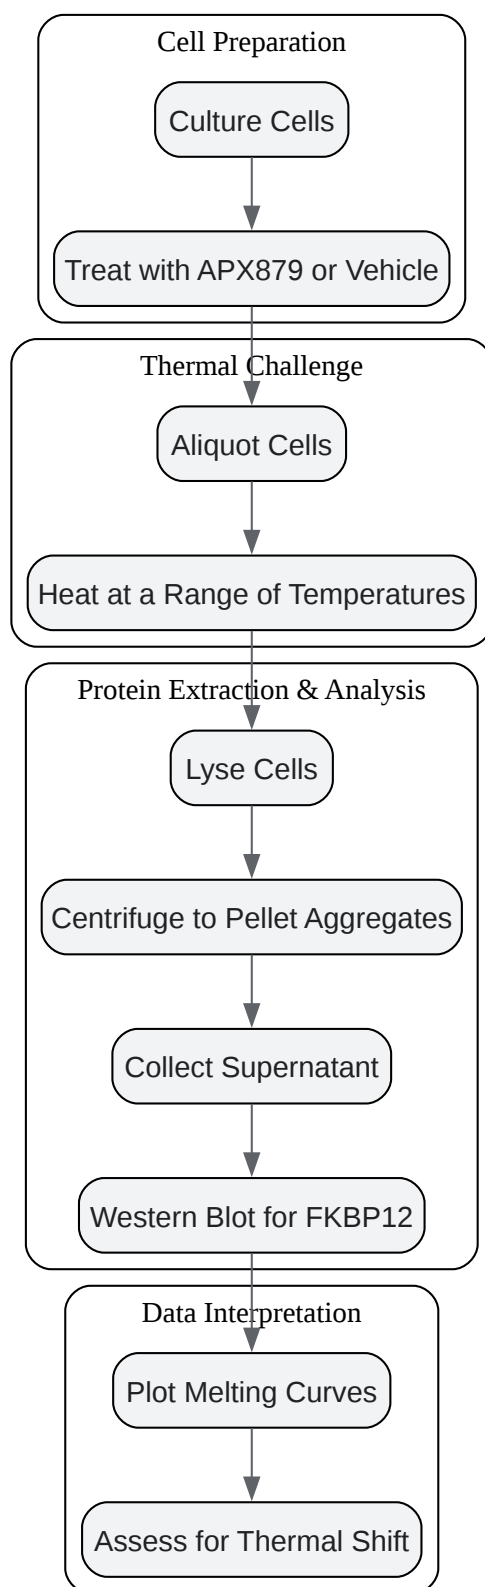 Cell Preparation
Culture Cells
Treat with APX879 or Vehicle
Thermal Challenge
Aliquot Cells
Heat at a Range of Temperatures
Protein Extraction & Analysis
Lyse Cells
Centrifuge to Pellet Aggregates
Collect Supernatant
Western Blot for FKBP12
Data Interpretation
Plot Melting Curves
Assess for Thermal Shift